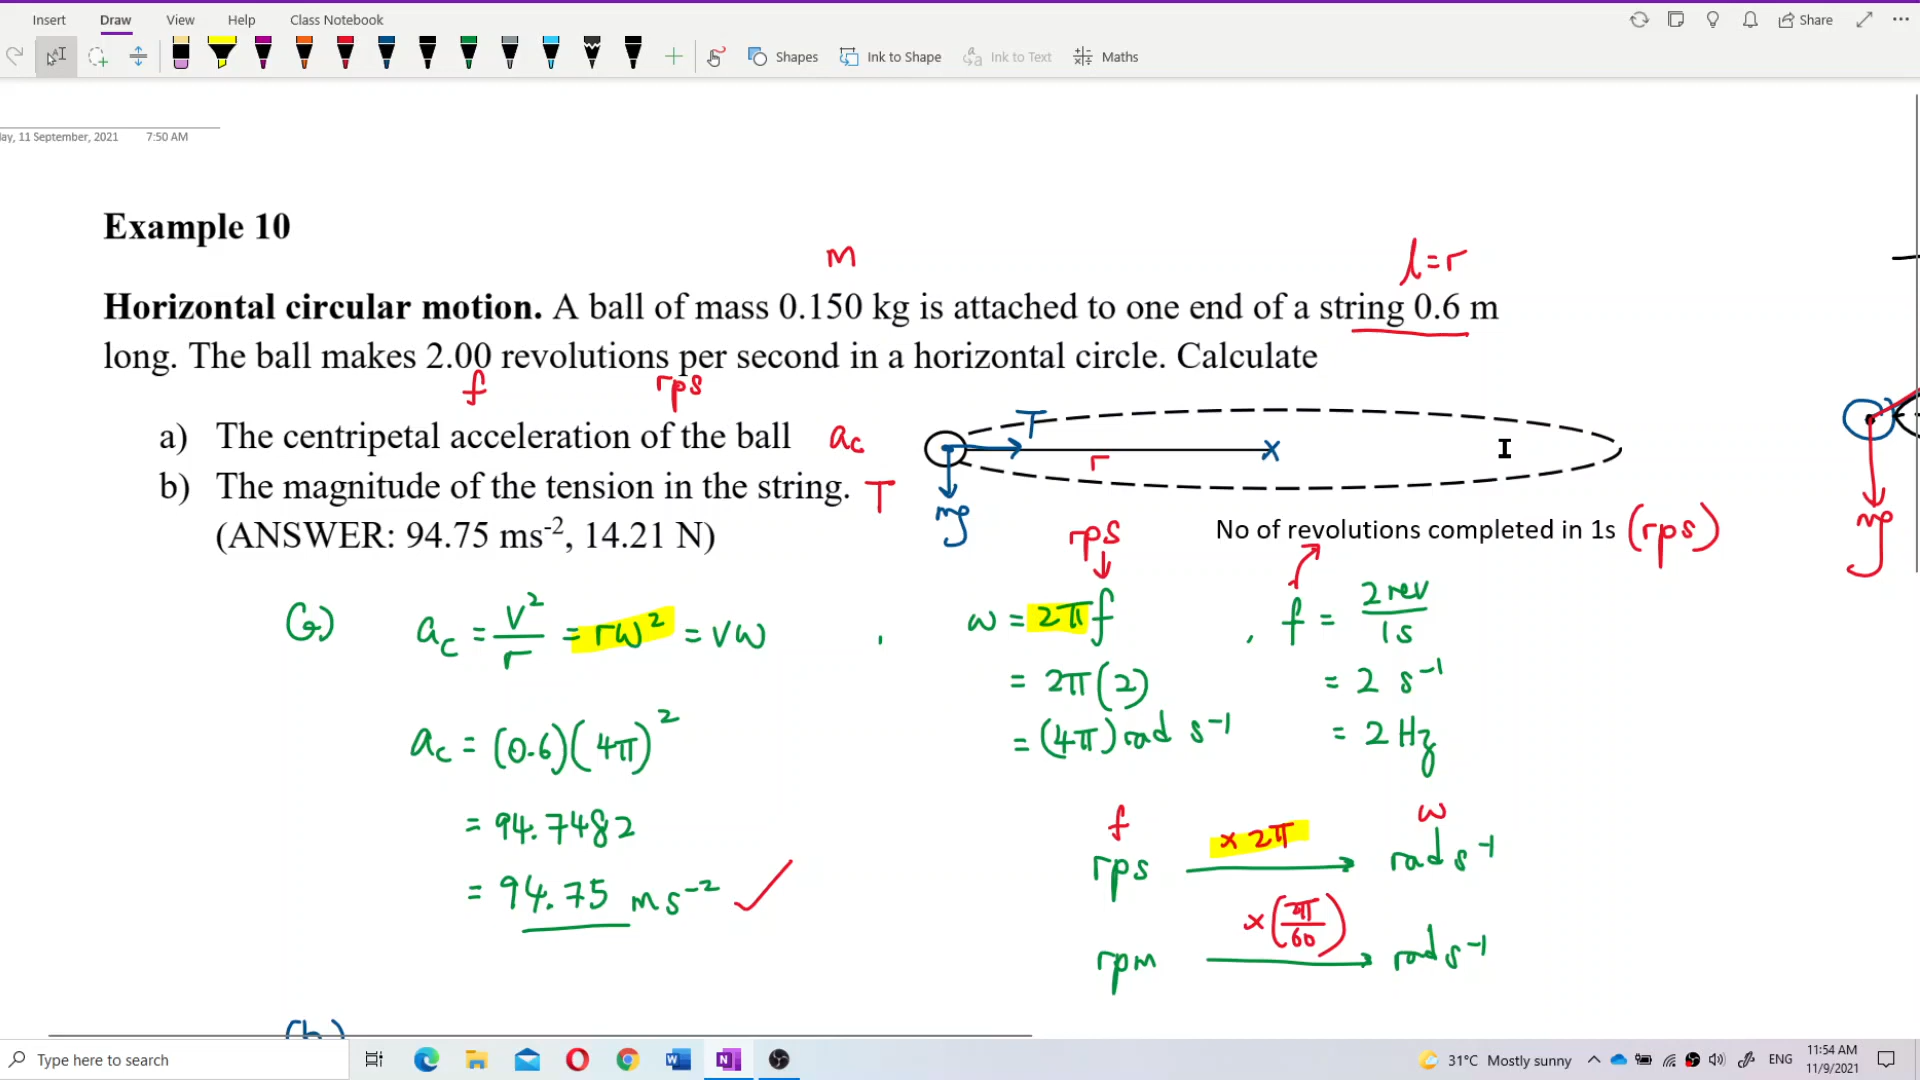 Insert Draw View Help Class Notebook Share
Shapes Ink to Shape Ink to Text Maths
ay, 11 September, 2021 7:50 AM
Example 10
m l=r
Horizontal circular motion. A ball of mass 0.150 kg is attached to one end of a string 0.6 m
long. The ball makes 2.00 revolutions per second in a horizontal circle. Calculate
f rps
a) The centripetal acceleration of the ball ac
b) The magnitude of the tension in the string. T
(ANSWER: 94.75 ms-2, 14.21 N)
T
r x
mg
mg
No of revolutions completed in 1s (rps)
rps
(a) ac = v²/r = rω² = vω , ω = 2πf , f = 2 rev/1s
= 2π(2) = 2 s⁻¹
= (4π) rad s⁻¹ = 2 Hz
ac = (0.6)(4π)²
= 94.7482
= 94.75 ms⁻²
f ω
rps × 2π rad s⁻¹
rpm ×(2π/60) rad s⁻¹
(b)
Type here to search 31°C Mostly sunny ENG 11:54 AM
11/9/2021